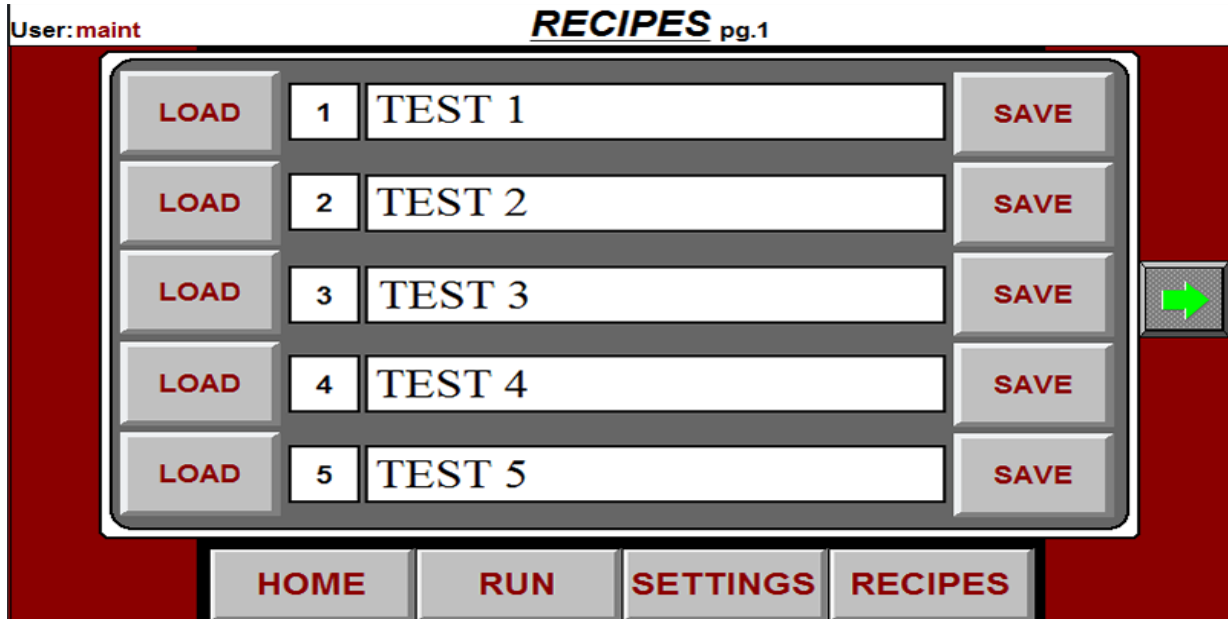 User: maint RECIPES pg.1
LOAD 1 TEST 1 SAVE
LOAD 2 TEST 2 SAVE
LOAD 3 TEST 3 SAVE
LOAD 4 TEST 4 SAVE
LOAD 5 TEST 5 SAVE
HOME RUN SETTINGS RECIPES